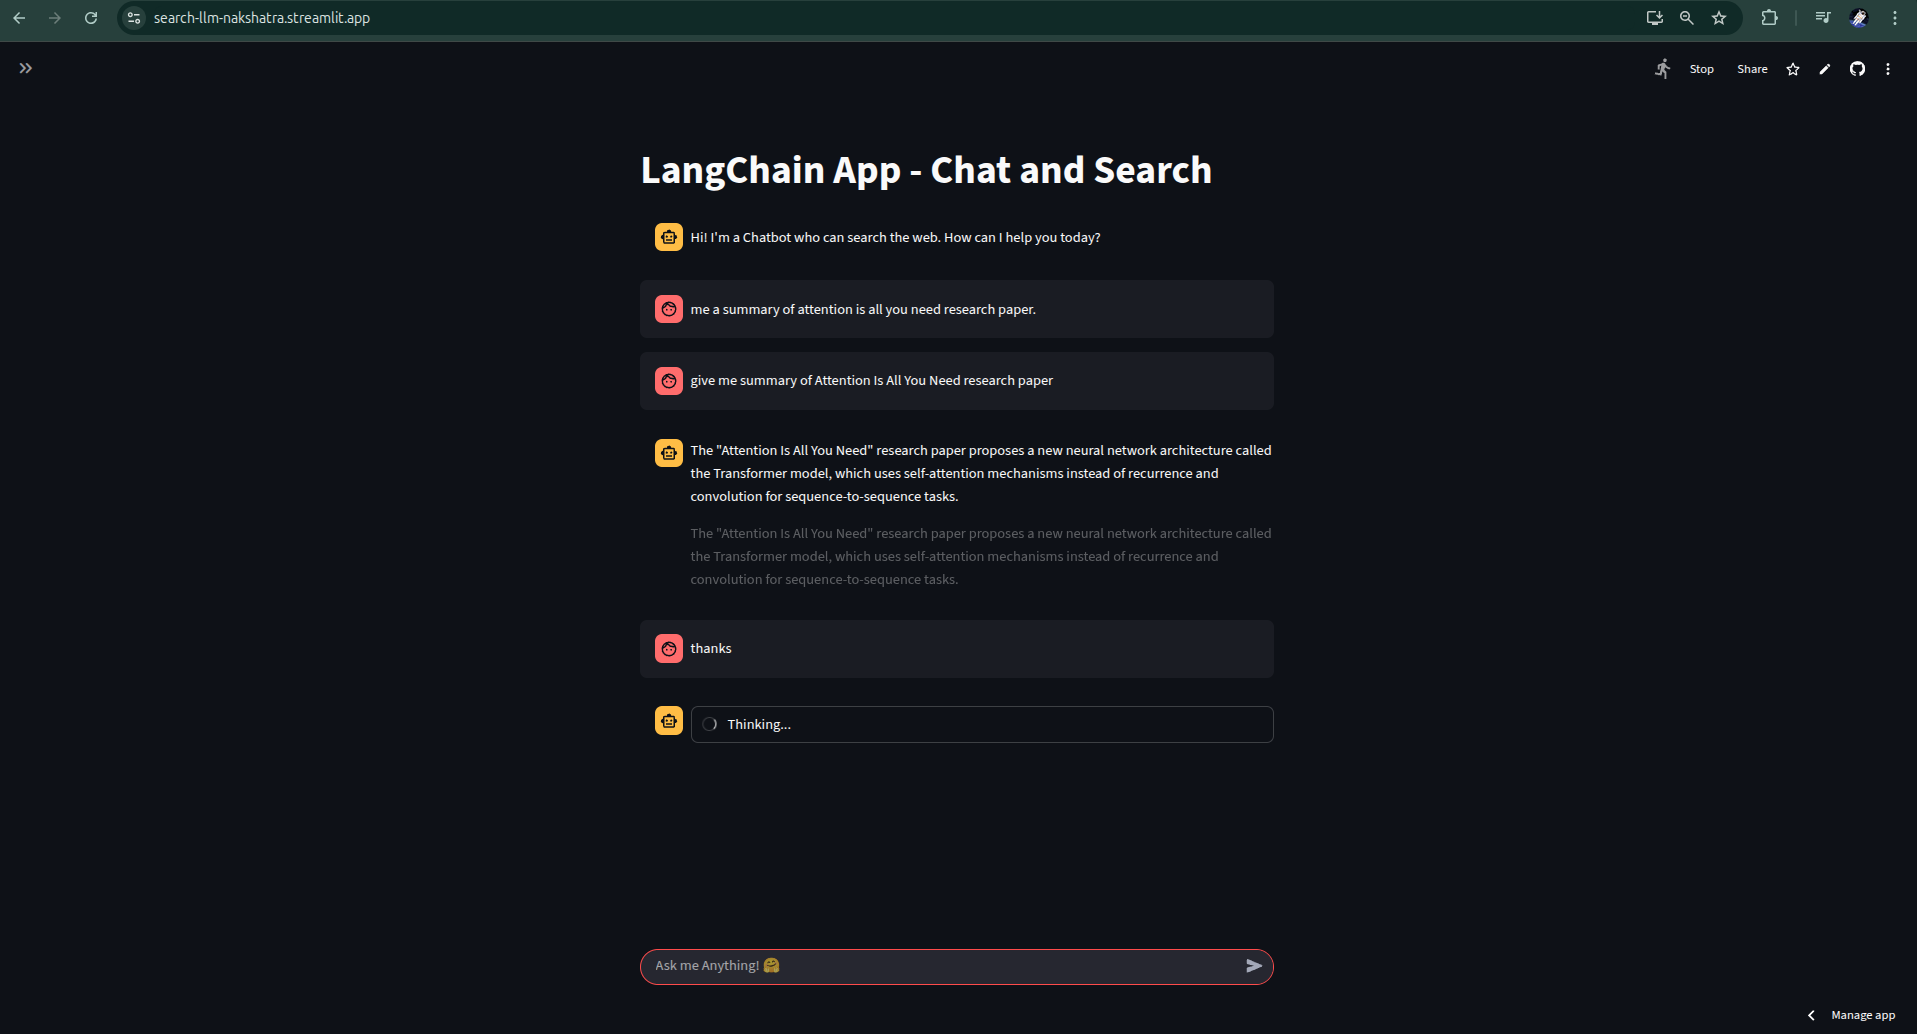 search-llm-nakshatra.streamlit.app
Stop Share
LangChain App - Chat and Search
Hi! I'm a Chatbot who can search the web. How can I help you today?
me a summary of attention is all you need research paper.
give me summary of Attention Is All You Need research paper
The "Attention Is All You Need" research paper proposes a new neural network architecture called
the Transformer model, which uses self-attention mechanisms instead of recurrence and
convolution for sequence-to-sequence tasks.
The "Attention Is All You Need" research paper proposes a new neural network architecture called
the Transformer model, which uses self-attention mechanisms instead of recurrence and
convolution for sequence-to-sequence tasks.
thanks
Thinking...
Ask me Anything! 🤗
Manage app